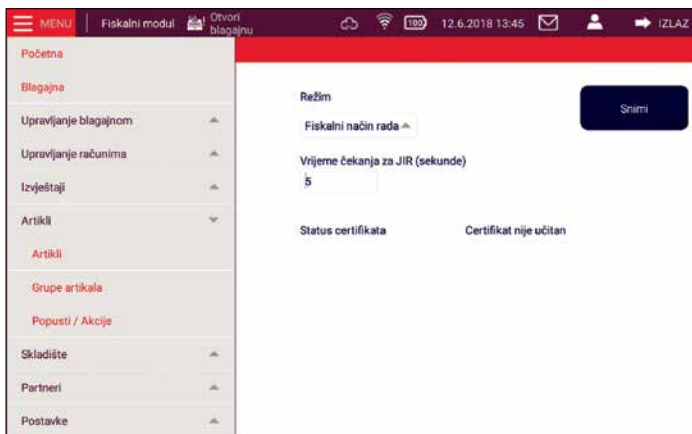 MENU
Fiskalni modul
Otvori
blagajnu
100
12.6.2018 13:45
IZLAZ
Početna
Blagajna
Upravljanje blagajnom
Upravljanje računima
Izvještaji
Artikli
Artikli
Grupe artikala
Popusti / Akcije
Skladište
Partneri
Postavke
Režim
Fiskalni način rada
Vrijeme čekanja za JIR (sekunde)
5
Status certifikata
Certifikat nije učitan
Snimi